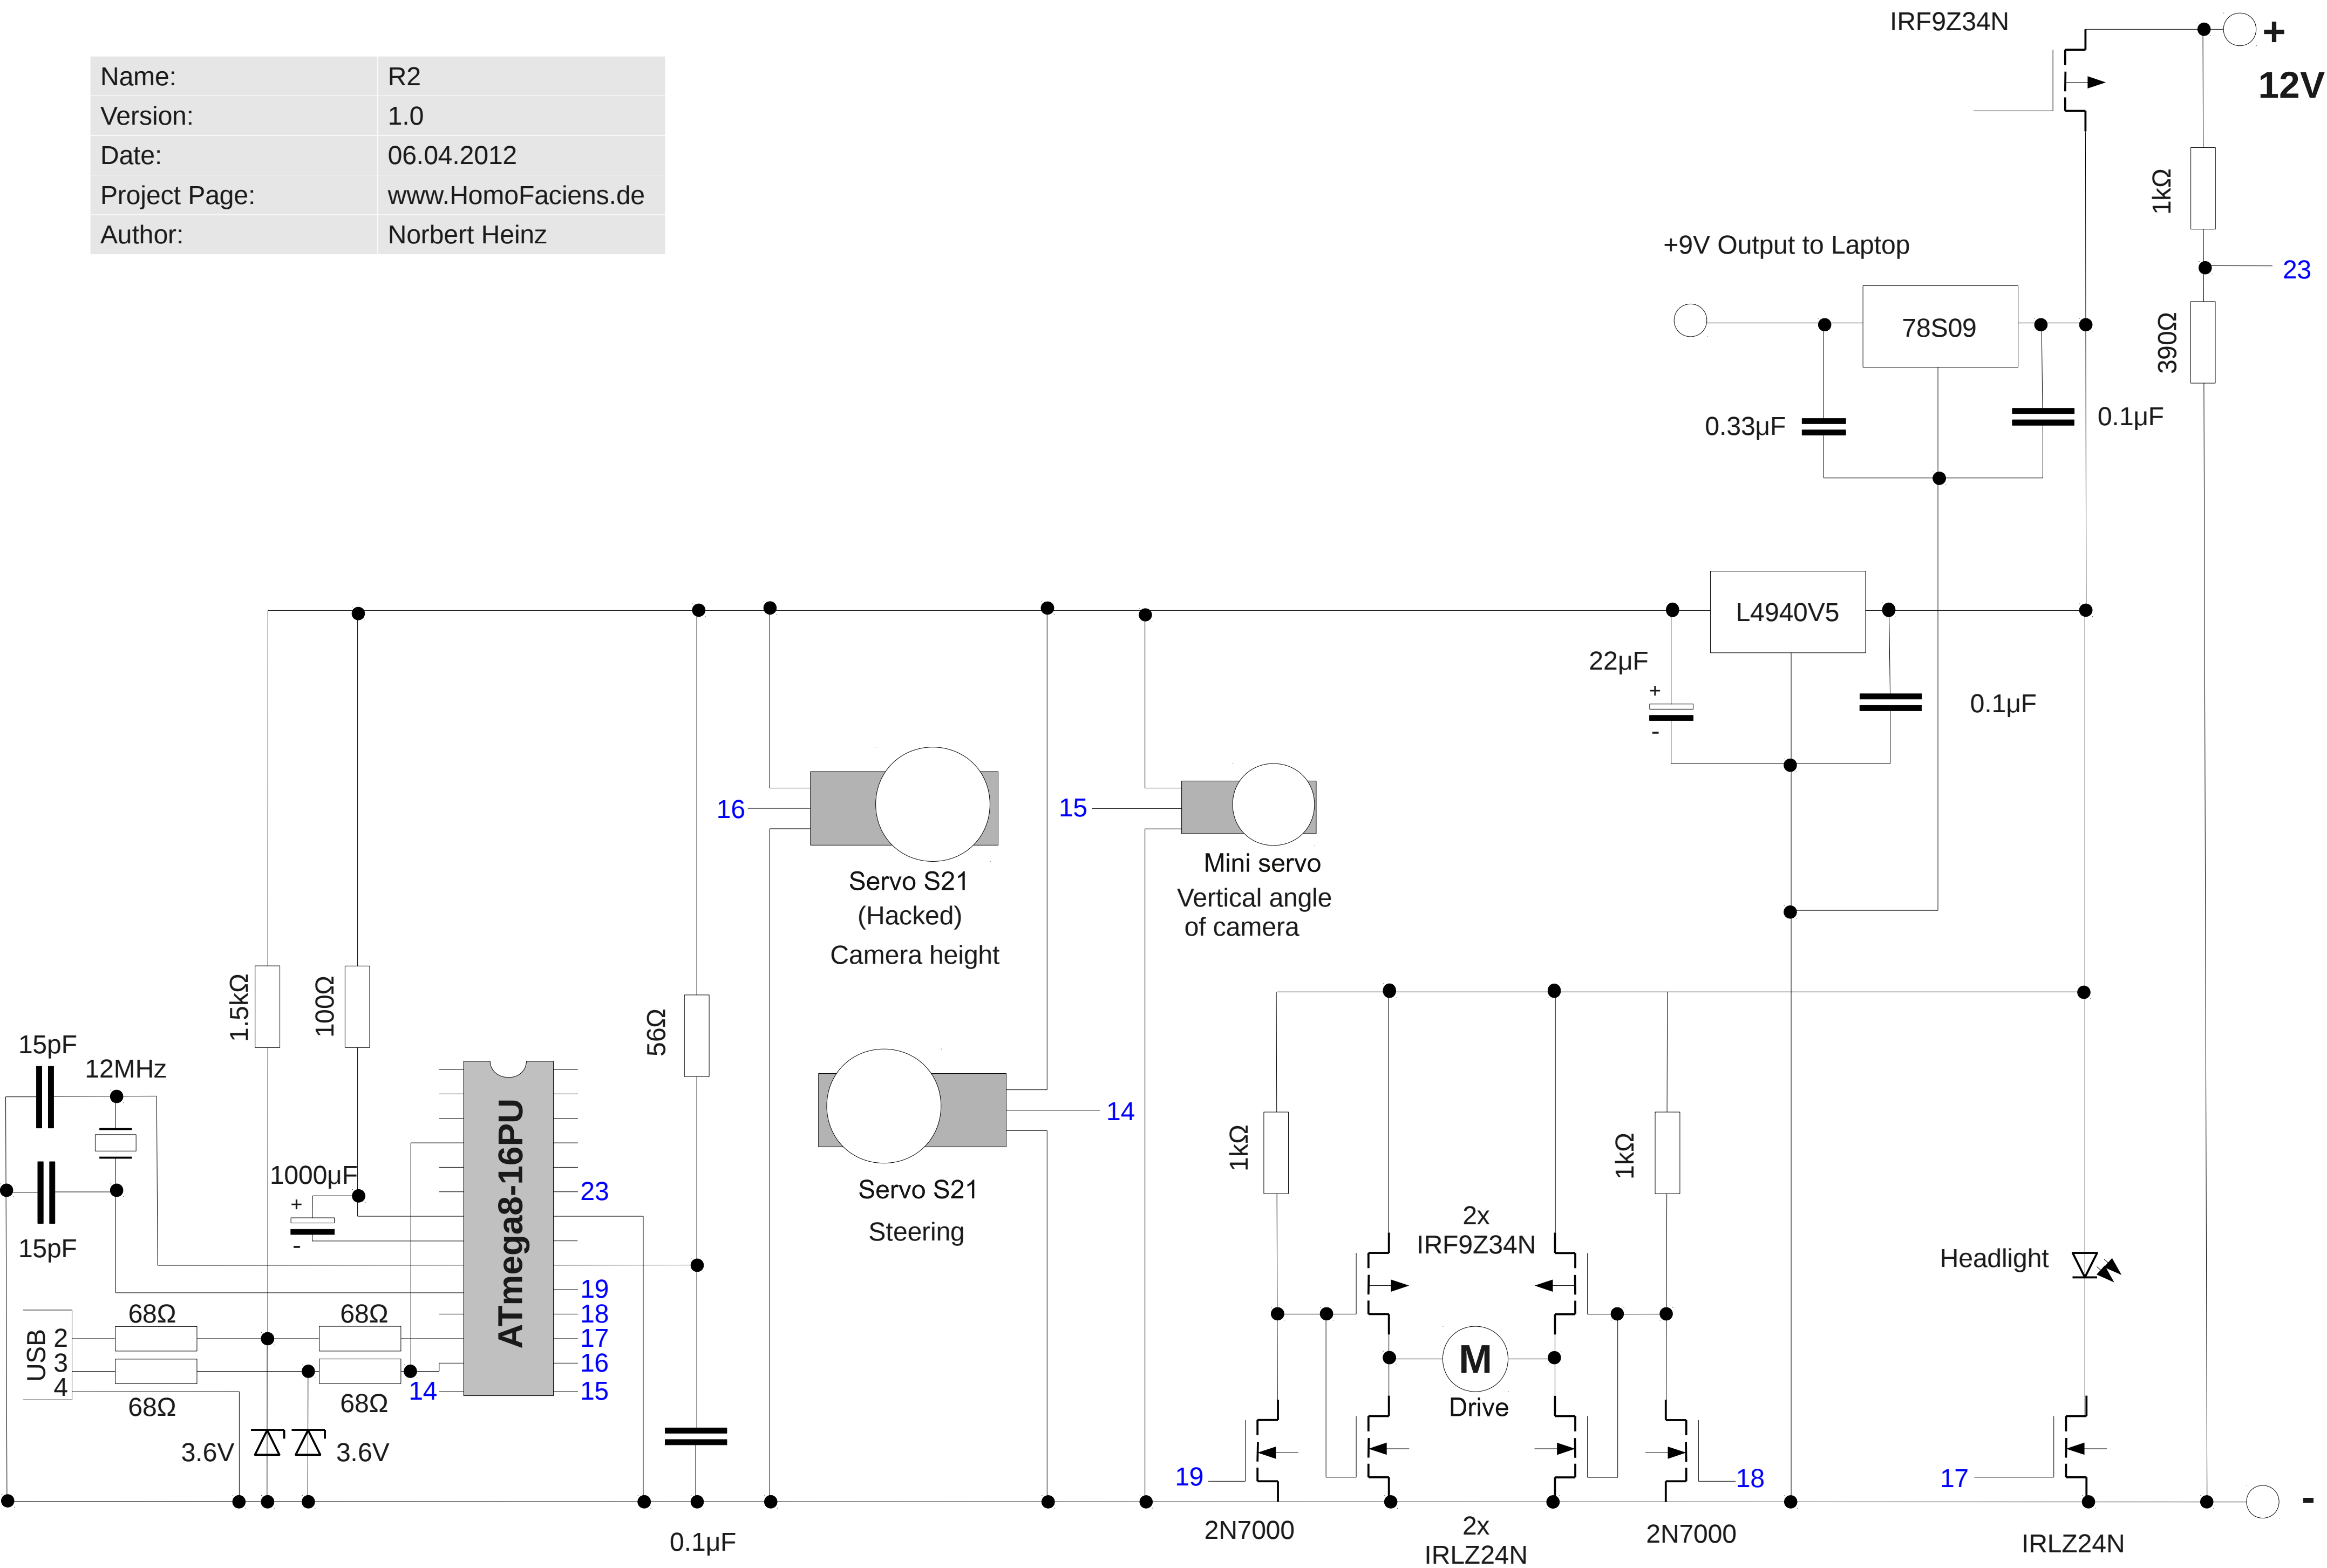 IRF9Z34N
+
12V
Name: R2
Version: 1.0
Date: 06.04.2012
Project Page: www.HomoFaciens.de
Author: Norbert Heinz
1kΩ
+9V Output to Laptop
23
78S09
390Ω
0.33µF
0.1µF
L4940V5
22µF
+
-
0.1µF
16
15
Mini servo
Vertical angle
of camera
Servo S21
(Hacked)
Camera height
1.5kΩ
100Ω
56Ω
15pF
12MHz
14
1kΩ
1kΩ
1000µF
+
-
ATmega8-16PU
23
Servo S21
Steering
2x
IRF9Z34N
15pF
Headlight
19
18
17
16
15
68Ω
68Ω
USB
2
3
4
14
68Ω
68Ω
M
Drive
3.6V
3.6V
19
18
17
-
0.1µF
2N7000
2x
IRLZ24N
2N7000
IRLZ24N